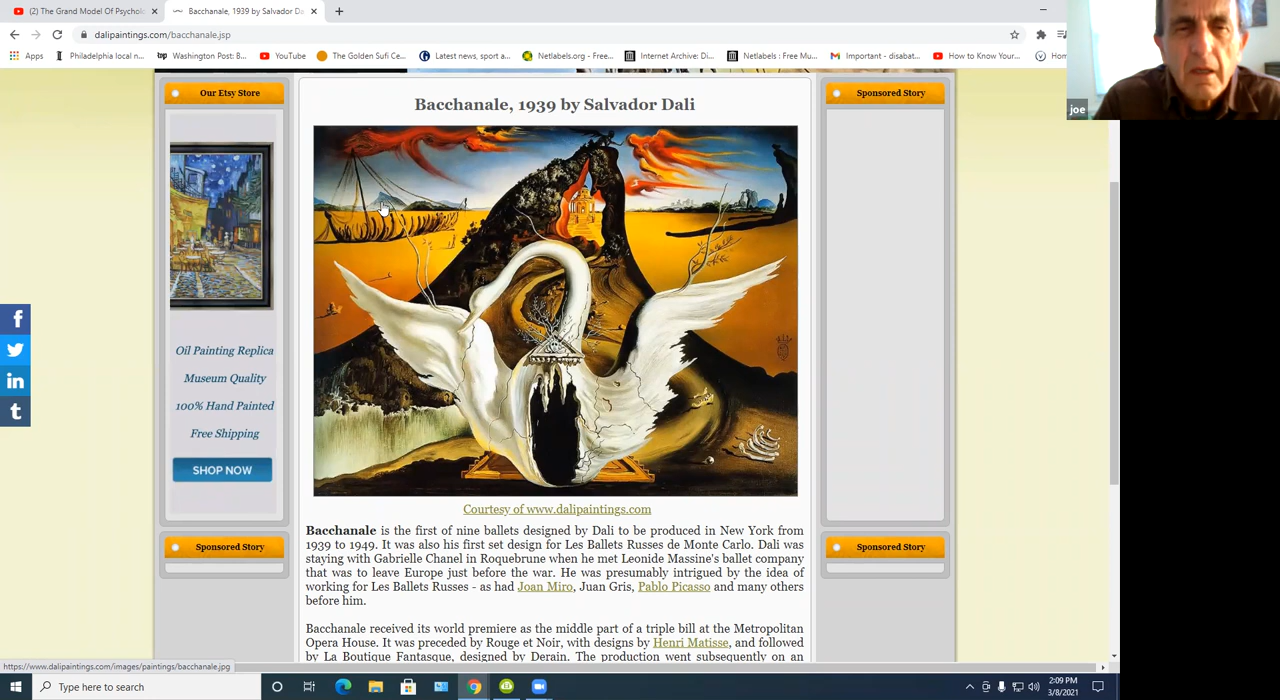 (2) The Grand Model Of Psychol
Bacchanale, 1939 by Salvador Da
dalipaintings.com/bacchanale.jsp
Apps
Philadelphia local n...
Washington Post: B...
YouTube
The Golden Sufi Ce...
Latest news, sport a...
Netlabels.org - Free...
Internet Archive: Di...
Netlabels : Free Mu...
Important - disabat...
How to Know Your...
Hom
joe
Our Etsy Store
Oil Painting Replica
Museum Quality
100% Hand Painted
Free Shipping
SHOP NOW
Sponsored Story
Bacchanale, 1939 by Salvador Dali
Courtesy of www.dalipaintings.com
Bacchanale is the first of nine ballets designed by Dali to be produced in New York from
1939 to 1949. It was also his first set design for Les Ballets Russes de Monte Carlo. Dali was
staying with Gabrielle Chanel in Roquebrune when he met Leonide Massine's ballet company
that was to leave Europe just before the war. He was presumably intrigued by the idea of
working for Les Ballets Russes - as had Joan Miro, Juan Gris, Pablo Picasso and many others
before him.
Bacchanale received its world premiere as the middle part of a triple bill at the Metropolitan
Opera House. It was preceded by Rouge et Noir, with designs by Henri Matisse, and followed
by La Boutique Fantasque, designed by Derain. The production went subsequently on an
Sponsored Story
Sponsored Story
https://www.dalipaintings.com/images/paintings/bacchanale.jpg
Type here to search
2:09 PM
3/8/2021